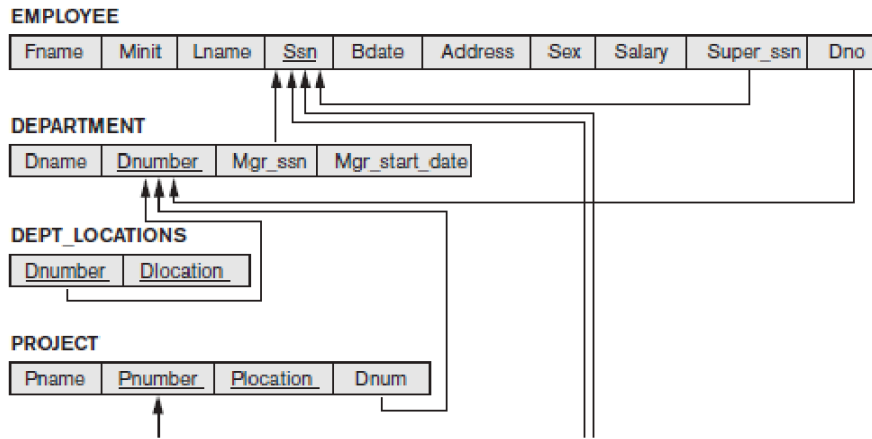 EMPLOYEE
Fname Minit Lname Ssn Bdate Address Sex Salary Super_ssn Dno
DEPARTMENT
Dname Dnumber Mgr_ssn Mgr_start_date
DEPT_LOCATIONS
Dnumber Dlocation
PROJECT
Pname Pnumber Plocation Dnum